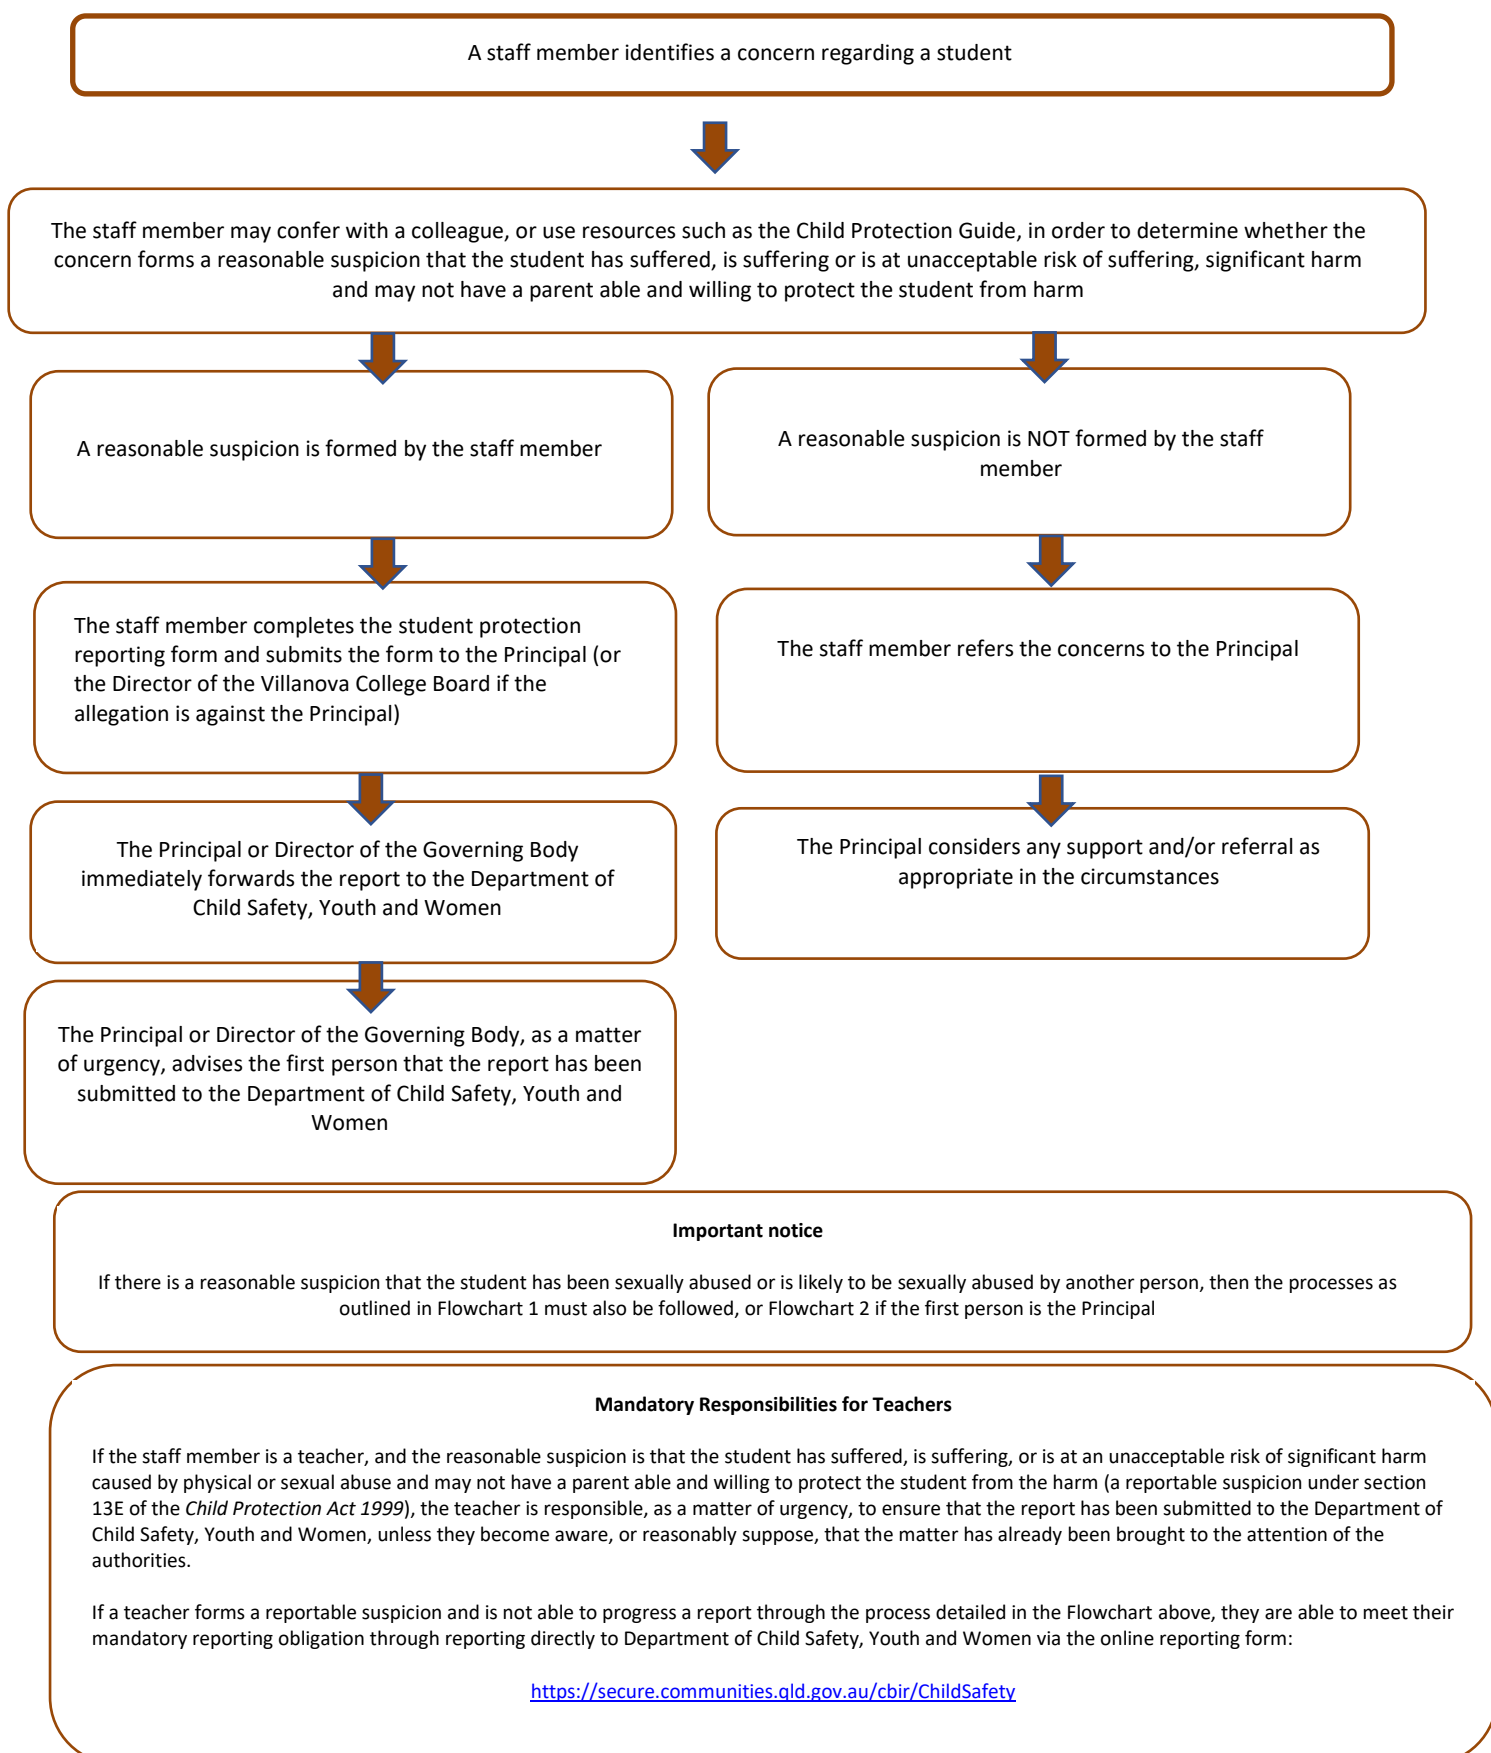 A staff member identifies a concern regarding a student
The staff member may confer with a colleague, or use resources such as the Child Protection Guide, in order to determine whether the
concern forms a reasonable suspicion that the student has suffered, is suffering or is at unacceptable risk of suffering, significant harm
and may not have a parent able and willing to protect the student from harm
A reasonable suspicion is formed by the staff member
A reasonable suspicion is NOT formed by the staff
member
The staff member completes the student protection
reporting form and submits the form to the Principal (or
the Director of the Villanova College Board if the
allegation is against the Principal)
The staff member refers the concerns to the Principal
The Principal or Director of the Governing Body
immediately forwards the report to the Department of
Child Safety, Youth and Women
The Principal considers any support and/or referral as
appropriate in the circumstances
The Principal or Director of the Governing Body, as a matter
of urgency, advises the first person that the report has been
submitted to the Department of Child Safety, Youth and
Women
Important notice
If there is a reasonable suspicion that the student has been sexually abused or is likely to be sexually abused by another person, then the processes as
outlined in Flowchart 1 must also be followed, or Flowchart 2 if the first person is the Principal
Mandatory Responsibilities for Teachers
If the staff member is a teacher, and the reasonable suspicion is that the student has suffered, is suffering, or is at an unacceptable risk of significant harm
caused by physical or sexual abuse and may not have a parent able and willing to protect the student from the harm (a reportable suspicion under section
13E of the Child Protection Act 1999), the teacher is responsible, as a matter of urgency, to ensure that the report has been submitted to the Department of
Child Safety, Youth and Women, unless they become aware, or reasonably suppose, that the matter has already been brought to the attention of the
authorities.
If a teacher forms a reportable suspicion and is not able to progress a report through the process detailed in the Flowchart above, they are able to meet their
mandatory reporting obligation through reporting directly to Department of Child Safety, Youth and Women via the online reporting form:
https://secure.communities.qld.gov.au/cbir/ChildSafety